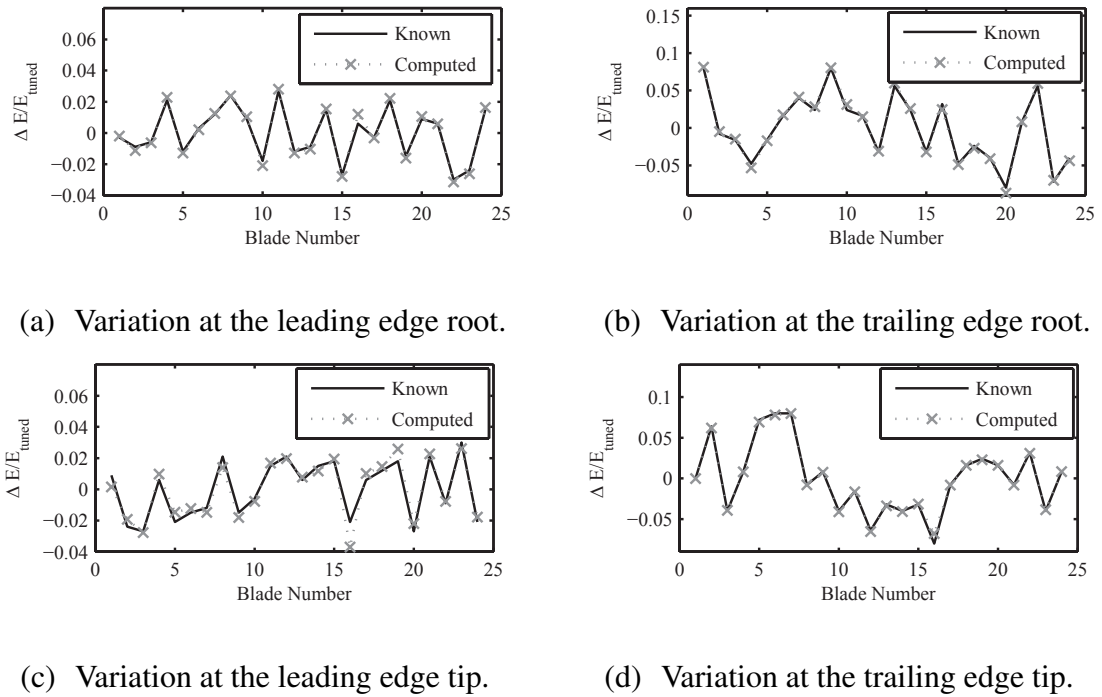 0.06
0.04
0.02
0
−0.02
−0.04
Δ E/E_tuned
Known
Computed
0 5 10 15 20 25
Blade Number
0.15
0.1
0.05
0
−0.05
Δ E/E_tuned
Known
Computed
0 5 10 15 20 25
Blade Number
(a) Variation at the leading edge root.
(b) Variation at the trailing edge root.
0.06
0.04
0.02
0
−0.02
−0.04
Δ E/E_tuned
Known
Computed
0 5 10 15 20 25
Blade Number
0.1
0.05
0
−0.05
Δ E/E_tuned
Known
Computed
0 5 10 15 20 25
Blade Number
(c) Variation at the leading edge tip.
(d) Variation at the trailing edge tip.